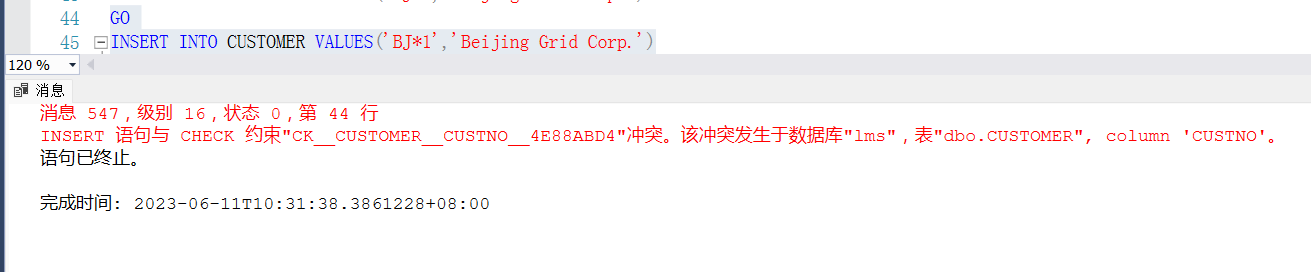 44 GO
45 INSERT INTO CUSTOMER VALUES('BJ*1','Beijing Grid Corp.')
120 %
消息
消息 547，级别 16，状态 0，第 44 行
INSERT 语句与 CHECK 约束"CK__CUSTOMER__CUSTNO__4E88ABD4"冲突。该冲突发生于数据库"lms"，表"dbo.CUSTOMER", column 'CUSTNO'。
语句已终止。
完成时间: 2023-06-11T10:31:38.3861228+08:00